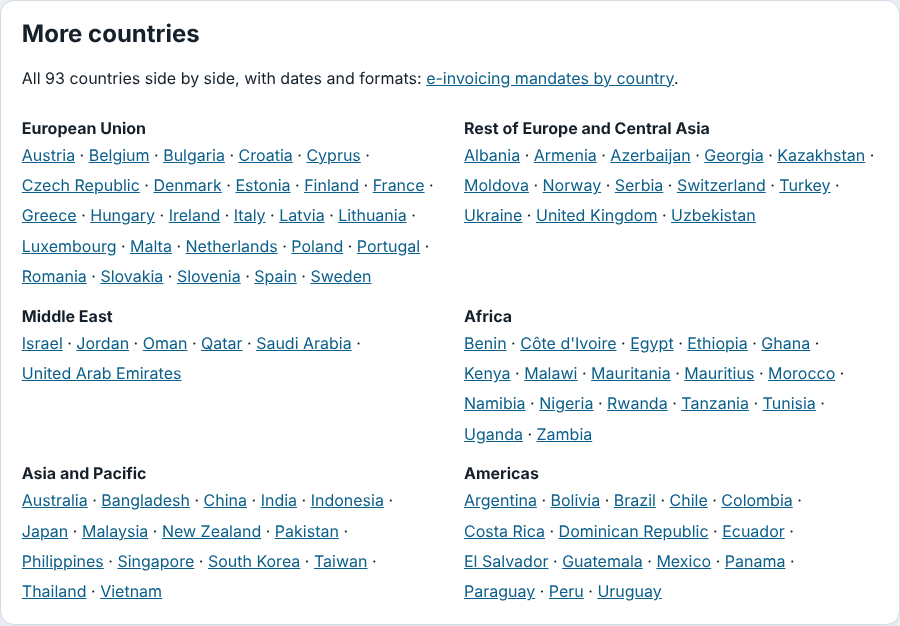 More countries
All 93 countries side by side, with dates and formats: e-invoicing mandates by country.
European Union
Austria · Belgium · Bulgaria · Croatia · Cyprus ·
Czech Republic · Denmark · Estonia · Finland · France ·
Greece · Hungary · Ireland · Italy · Latvia · Lithuania ·
Luxembourg · Malta · Netherlands · Poland · Portugal ·
Romania · Slovakia · Slovenia · Spain · Sweden
Rest of Europe and Central Asia
Albania · Armenia · Azerbaijan · Georgia · Kazakhstan ·
Moldova · Norway · Serbia · Switzerland · Turkey ·
Ukraine · United Kingdom · Uzbekistan
Middle East
Israel · Jordan · Oman · Qatar · Saudi Arabia ·
United Arab Emirates
Africa
Benin · Côte d'Ivoire · Egypt · Ethiopia · Ghana ·
Kenya · Malawi · Mauritania · Mauritius · Morocco ·
Namibia · Nigeria · Rwanda · Tanzania · Tunisia ·
Uganda · Zambia
Asia and Pacific
Australia · Bangladesh · China · India · Indonesia ·
Japan · Malaysia · New Zealand · Pakistan ·
Philippines · Singapore · South Korea · Taiwan ·
Thailand · Vietnam
Americas
Argentina · Bolivia · Brazil · Chile · Colombia ·
Costa Rica · Dominican Republic · Ecuador ·
El Salvador · Guatemala · Mexico · Panama ·
Paraguay · Peru · Uruguay